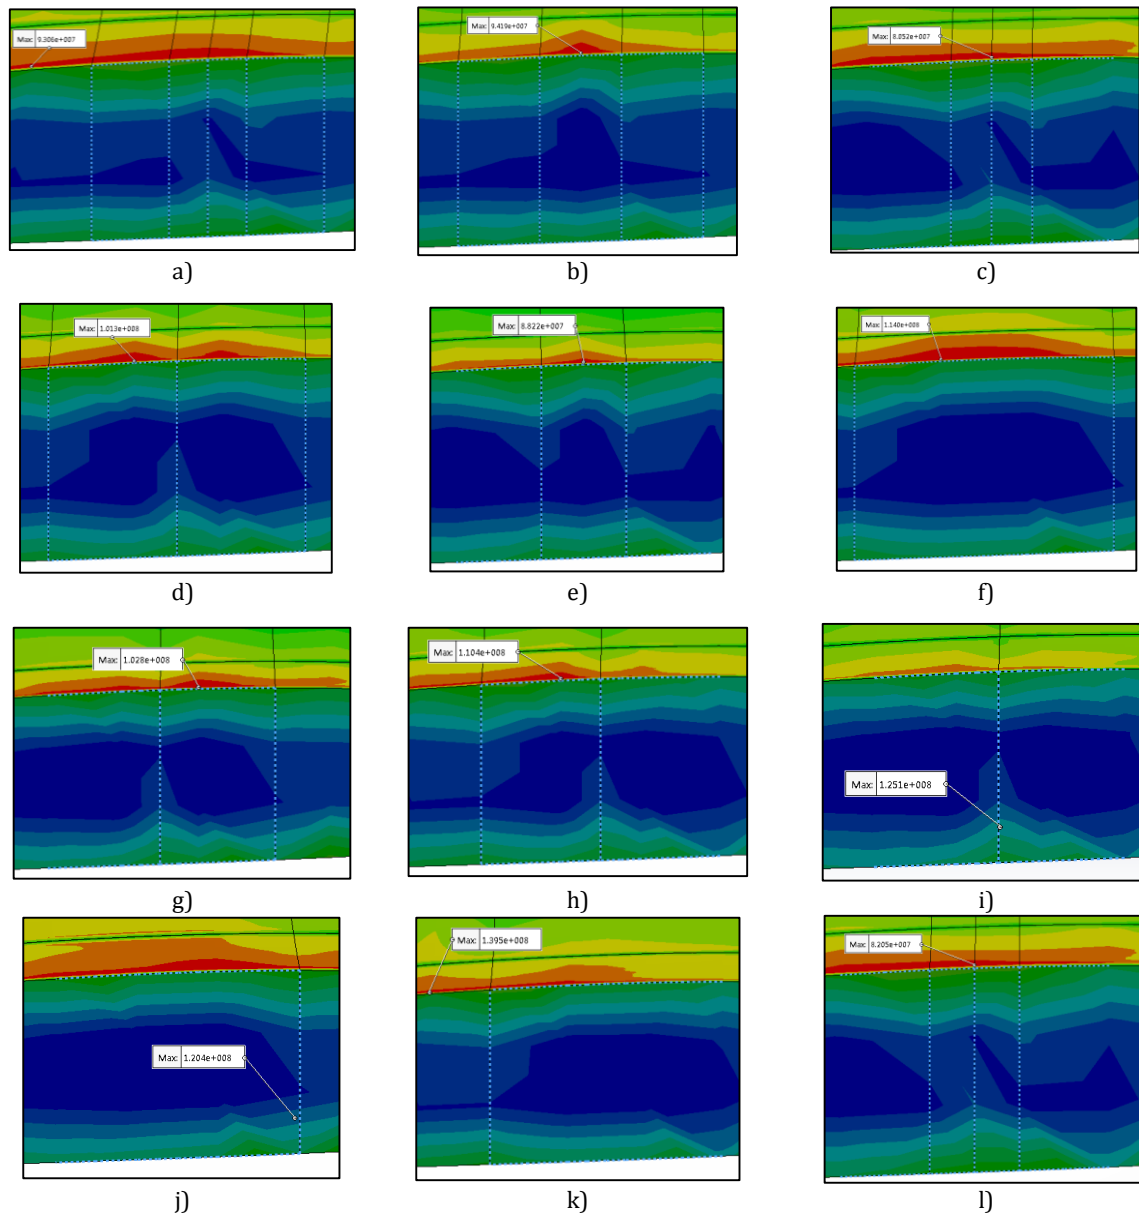 Max: 9.306e+007
Max: 9.419e+007
Max: 8.052e+007
a)
b)
c)
Max: 1.013e+008
Max: 8.822e+007
Max: 1.140e+008
d)
e)
f)
Max: 1.028e+008
Max: 1.104e+008
Max: 1.251e+008
g)
h)
i)
Max: 1.204e+008
Max: 1.395e+008
Max: 8.205e+007
j)
k)
l)